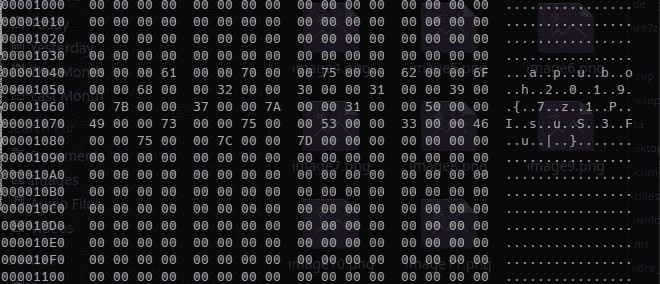 00001000 00 00 00 00 00 00 00 00 00 00 00 00 00 00 00 00 ................
00001010 00 00 00 00 00 00 00 00 00 00 00 00 00 00 00 00 ................
00001020 00 00 00 00 00 00 00 00 00 00 00 00 00 00 00 00 ................
00001030 00 00 00 00 00 00 00 00 00 00 00 00 00 00 00 00 ................
00001040 00 00 00 61 00 00 70 00 00 75 00 00 62 00 00 6F ...a..p..u..b..o
00001050 00 00 68 00 00 32 00 00 30 00 00 31 00 00 39 00 ..h..2..0..1..9.
00001060 00 7B 00 00 37 00 00 7A 00 00 31 00 00 50 00 00 .{..7..z..1..P..
00001070 49 00 00 73 00 00 75 00 00 53 00 00 33 00 00 46 I..s..u..S..3..F
00001080 00 00 75 00 00 7C 00 00 7D 00 00 00 00 00 00 00 ..u..|..}.......
00001090 00 00 00 00 00 00 00 00 00 00 00 00 00 00 00 00 ................
000010A0 00 00 00 00 00 00 00 00 00 00 00 00 00 00 00 00 ................
000010B0 00 00 00 00 00 00 00 00 00 00 00 00 00 00 00 00 ................
000010C0 00 00 00 00 00 00 00 00 00 00 00 00 00 00 00 00 ................
000010D0 00 00 00 00 00 00 00 00 00 00 00 00 00 00 00 00 ................
000010E0 00 00 00 00 00 00 00 00 00 00 00 00 00 00 00 00 ................
000010F0 00 00 00 00 00 00 00 00 00 00 00 00 00 00 00 00 ................
00001100 00 00 00 00 00 00 00 00 00 00 00 00 00 00 00 00 ................
Yesterday
Last Month
Images
Audio Files
image6.png
image7.png
image8.png
image9.png